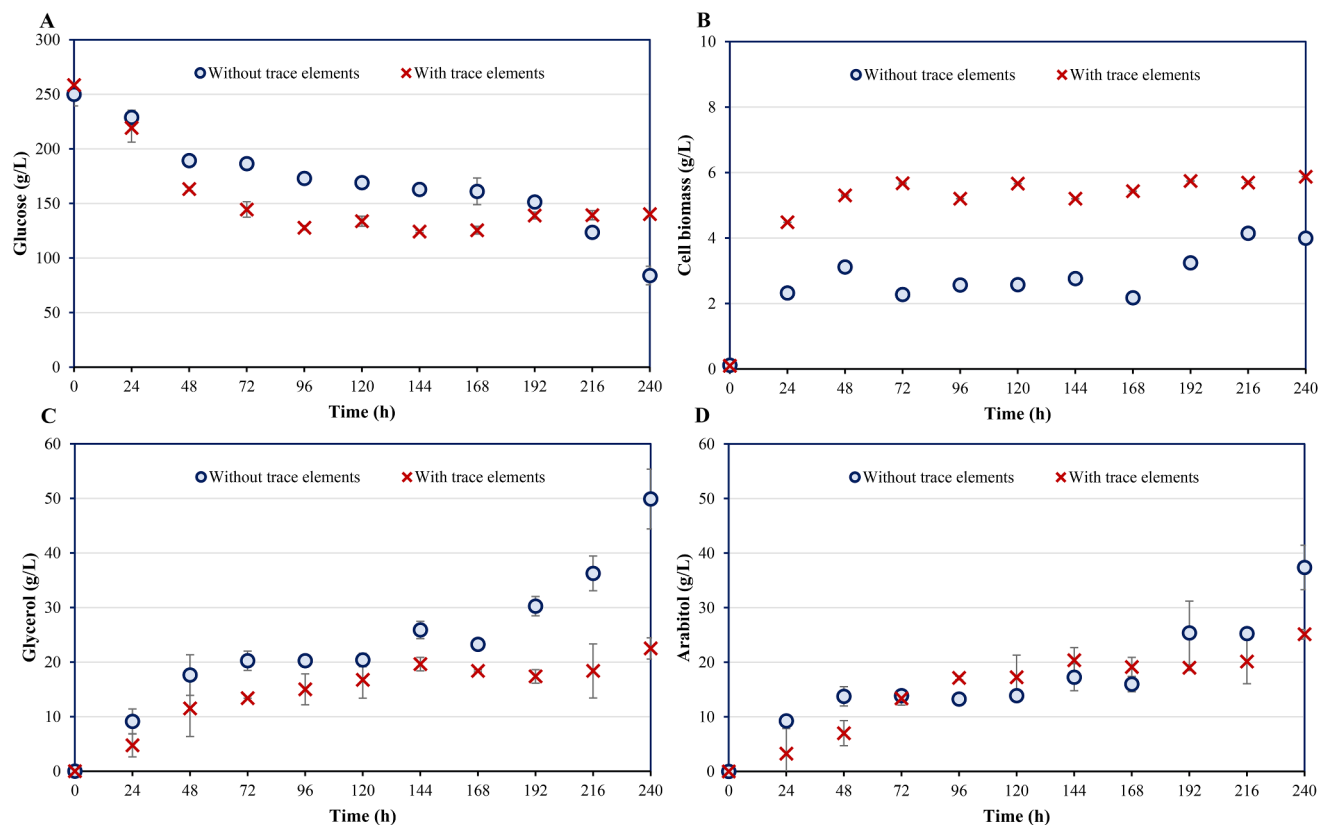 A
Glucose (g/L)
300
250
200
150
100
50
0
Without trace elements
With trace elements
0 24 48 72 96 120 144 168 192 216 240
Time (h)
B
Cell biomass (g/L)
10
8
6
4
2
0
Without trace elements
With trace elements
0 24 48 72 96 120 144 168 192 216 240
Time (h)
C
Glycerol (g/L)
60
50
40
30
20
10
0
Without trace elements
With trace elements
0 24 48 72 96 120 144 168 192 216 240
Time (h)
D
Arabitol (g/L)
60
50
40
30
20
10
0
Without trace elements
With trace elements
0 24 48 72 96 120 144 168 192 216 240
Time (h)